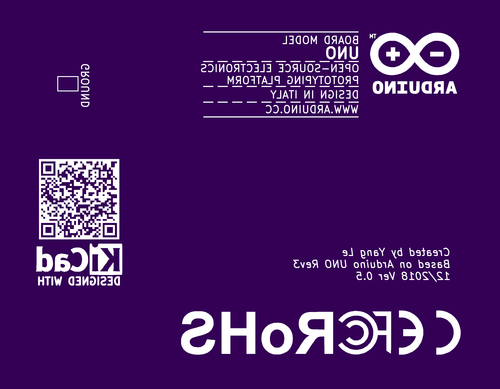 BOARD MODEL
UNO
OPEN-SOURCE ELECTRONICS
PROTOTYPING PLATFORM
DESIGN IN ITALY
WWW.ARDUINO.CC
TM
ARDUINO
GROUND
KiCad
DESIGNED WITH
Created by Yang Le
Based on Arduino UNO Rev3
12/2018 Ver 0.5
CE FC RoHS